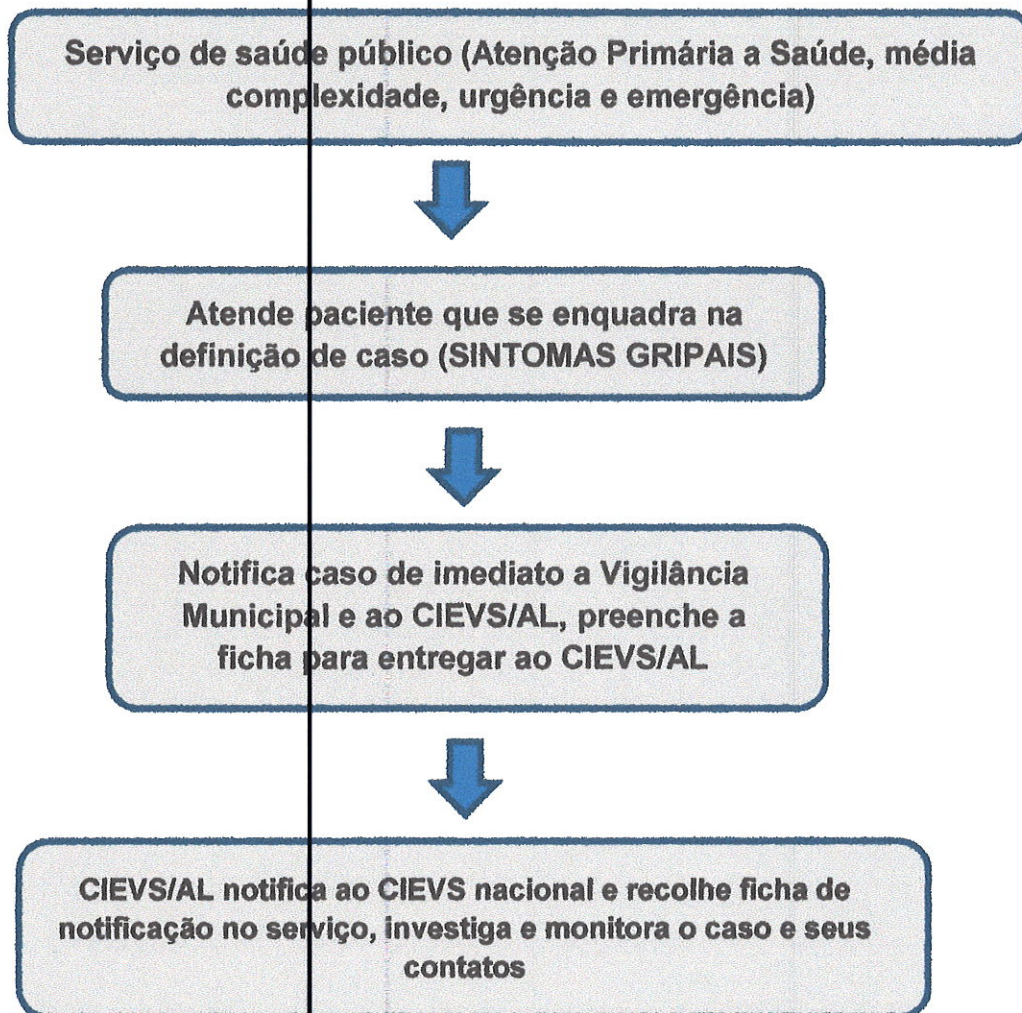 Serviço de saúde público (Atenção Primária a Saúde, média
complexidade, urgência e emergência)
Atende paciente que se enquadra na
definição de caso (SINTOMAS GRIPAIS)
Notifica caso de imediato a Vigilância
Municipal e ao CIEVS/AL, preenche a
ficha para entregar ao CIEVS/AL
CIEVS/AL notifica ao CIEVS nacional e recolhe ficha de
notificação no serviço, investiga e monitora o caso e seus
contatos